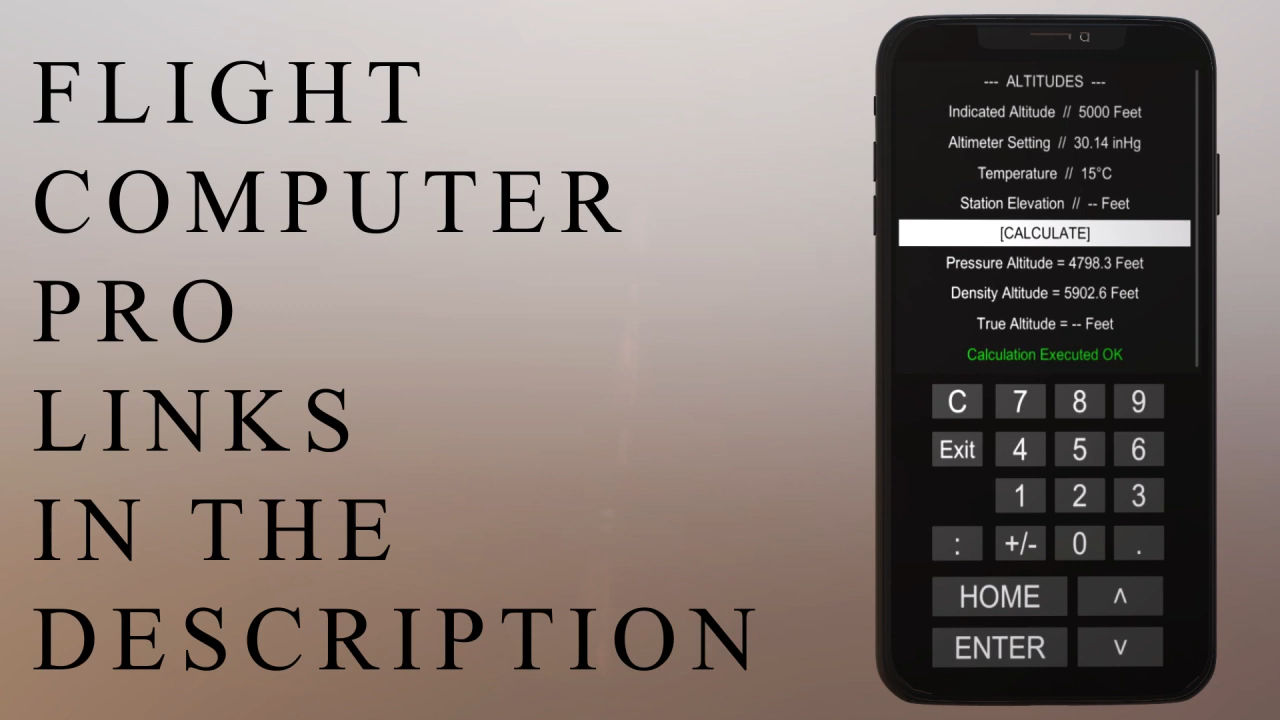 FLIGHT
COMPUTER
PRO
LINKS
IN THE
DESCRIPTION
--- ALTITUDES ---
Indicated Altitude // 5000 Feet
Altimeter Setting // 30.14 inHg
Temperature // 15°C
Station Elevation // -- Feet
[CALCULATE]
Pressure Altitude = 4798.3 Feet
Density Altitude = 5902.6 Feet
True Altitude = -- Feet
Calculation Executed OK
C 7 8 9
Exit 4 5 6
1 2 3
: +/- 0 .
HOME ^
ENTER v